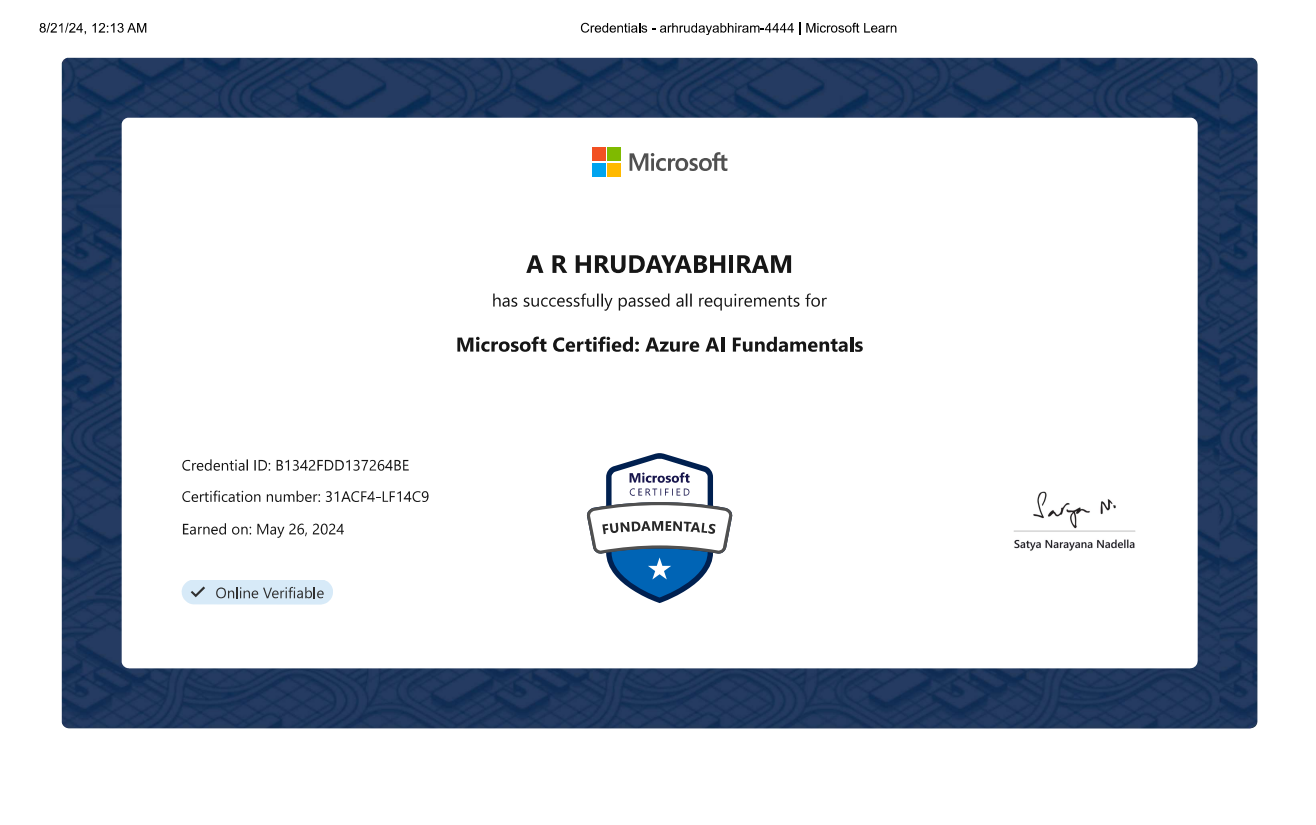 8/21/24, 12:13 AM Credentials - arhrudayabhiram-4444 | Microsoft Learn
Microsoft
A R HRUDAYABHIRAM
has successfully passed all requirements for
Microsoft Certified: Azure AI Fundamentals
Credential ID: B1342FDD137264BE
Certification number: 31ACF4-LF14C9
Earned on: May 26, 2024
Online Verifiable
Microsoft
CERTIFIED
FUNDAMENTALS
Satya N.
Satya Narayana Nadella